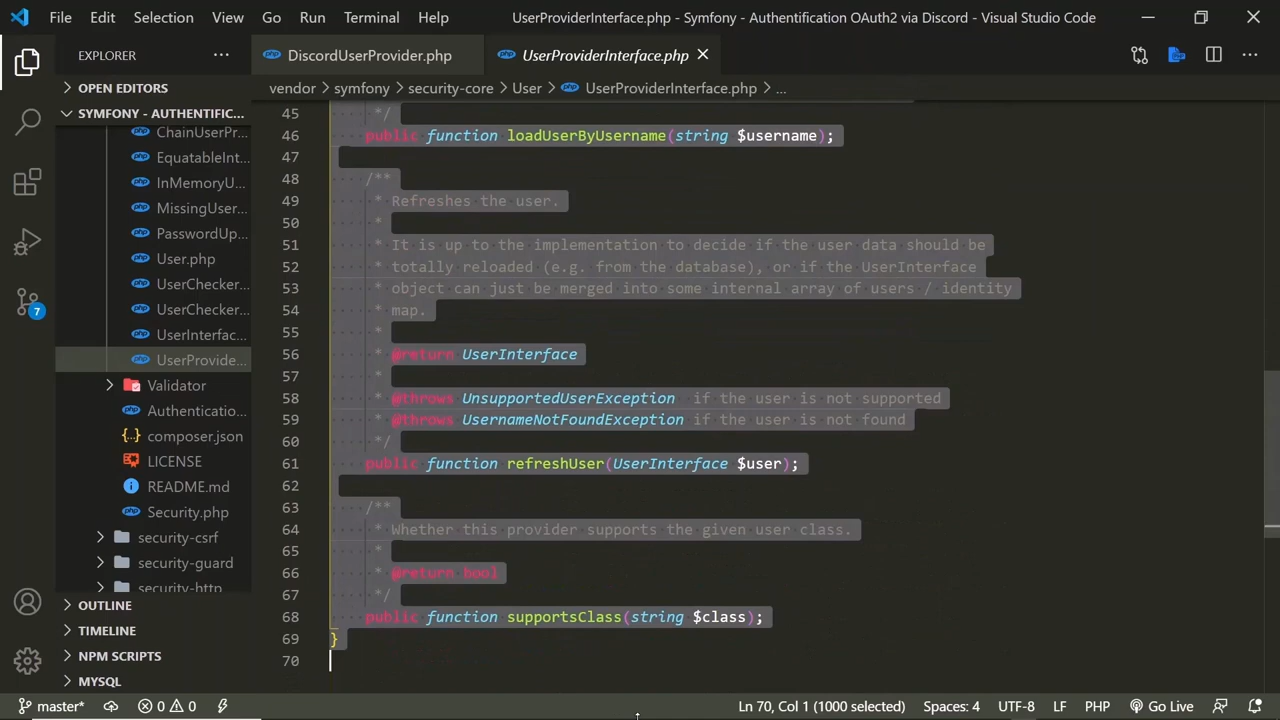 File Edit Selection View Go Run Terminal Help UserProviderInterface.php - Symfony - Authentification OAuth2 via Discord - Visual Studio Code
EXPLORER ···
DiscordUserProvider.php
UserProviderInterface.php
OPEN EDITORS
vendor > symfony > security-core > User > UserProviderInterface.php > ...
SYMFONY - AUTHENTIFIC...
ChainUserPr...
EquatableInt...
InMemoryU...
MissingUser...
PasswordUp...
User.php
UserChecker...
UserChecker...
UserInterfac...
UserProvide...
Validator
Authenticatio...
composer.json
LICENSE
README.md
Security.php
security-csrf
security-guard
security-http
OUTLINE
TIMELINE
NPM SCRIPTS
MYSQL
7
45 */
46 public function loadUserByUsername(string $username);
47
48 /**
49 * Refreshes the user.
50 *
51 * It is up to the implementation to decide if the user data should be
52 * totally reloaded (e.g. from the database), or if the UserInterface
53 * object can just be merged into some internal array of users / identity
54 * map.
55 *
56 * @return UserInterface
57 *
58 * @throws UnsupportedUserException if the user is not supported
59 * @throws UsernameNotFoundException if the user is not found
60 */
61 public function refreshUser(UserInterface $user);
62
63 /**
64 * Whether this provider supports the given user class.
65 *
66 * @return bool
67 */
68 public function supportsClass(string $class);
69 }
70
master* 0 0 Ln 70, Col 1 (1000 selected) Spaces: 4 UTF-8 LF PHP Go Live